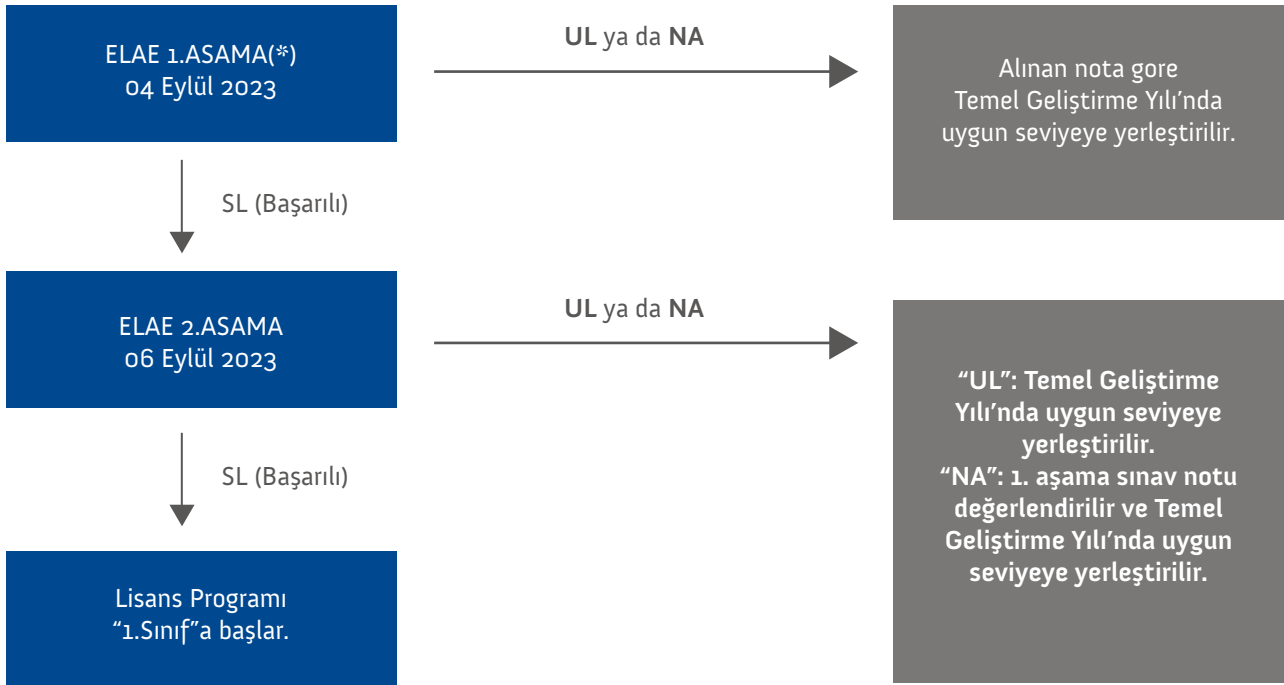 ELAE 1.ASAMA(*)
04 Eylül 2023
UL ya da NA
Alınan nota gore
Temel Geliştirme Yılı’nda
uygun seviyeye yerleştirilir.
SL (Başarılı)
ELAE 2.ASAMA
06 Eylül 2023
UL ya da NA
“UL”: Temel Geliştirme
Yılı’nda uygun seviyeye
yerleştirilir.
“NA”: 1. aşama sınav notu
değerlendirilir ve Temel
Geliştirme Yılı’nda uygun
seviyeye yerleştirilir.
SL (Başarılı)
Lisans Programı
“1.Sınıf”a başlar.